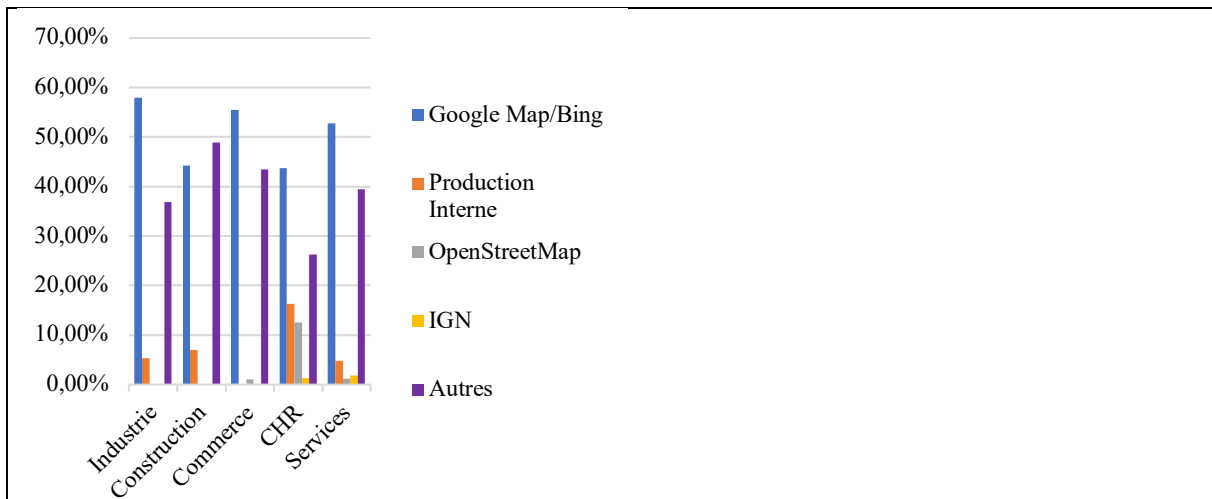 70,00%
60,00%
50,00%
40,00%
30,00%
20,00%
10,00%
0,00%
Industrie
Construction
Commerce
CHR
Services
Google Map/Bing
Production
Interne
OpenStreetMap
IGN
Autres